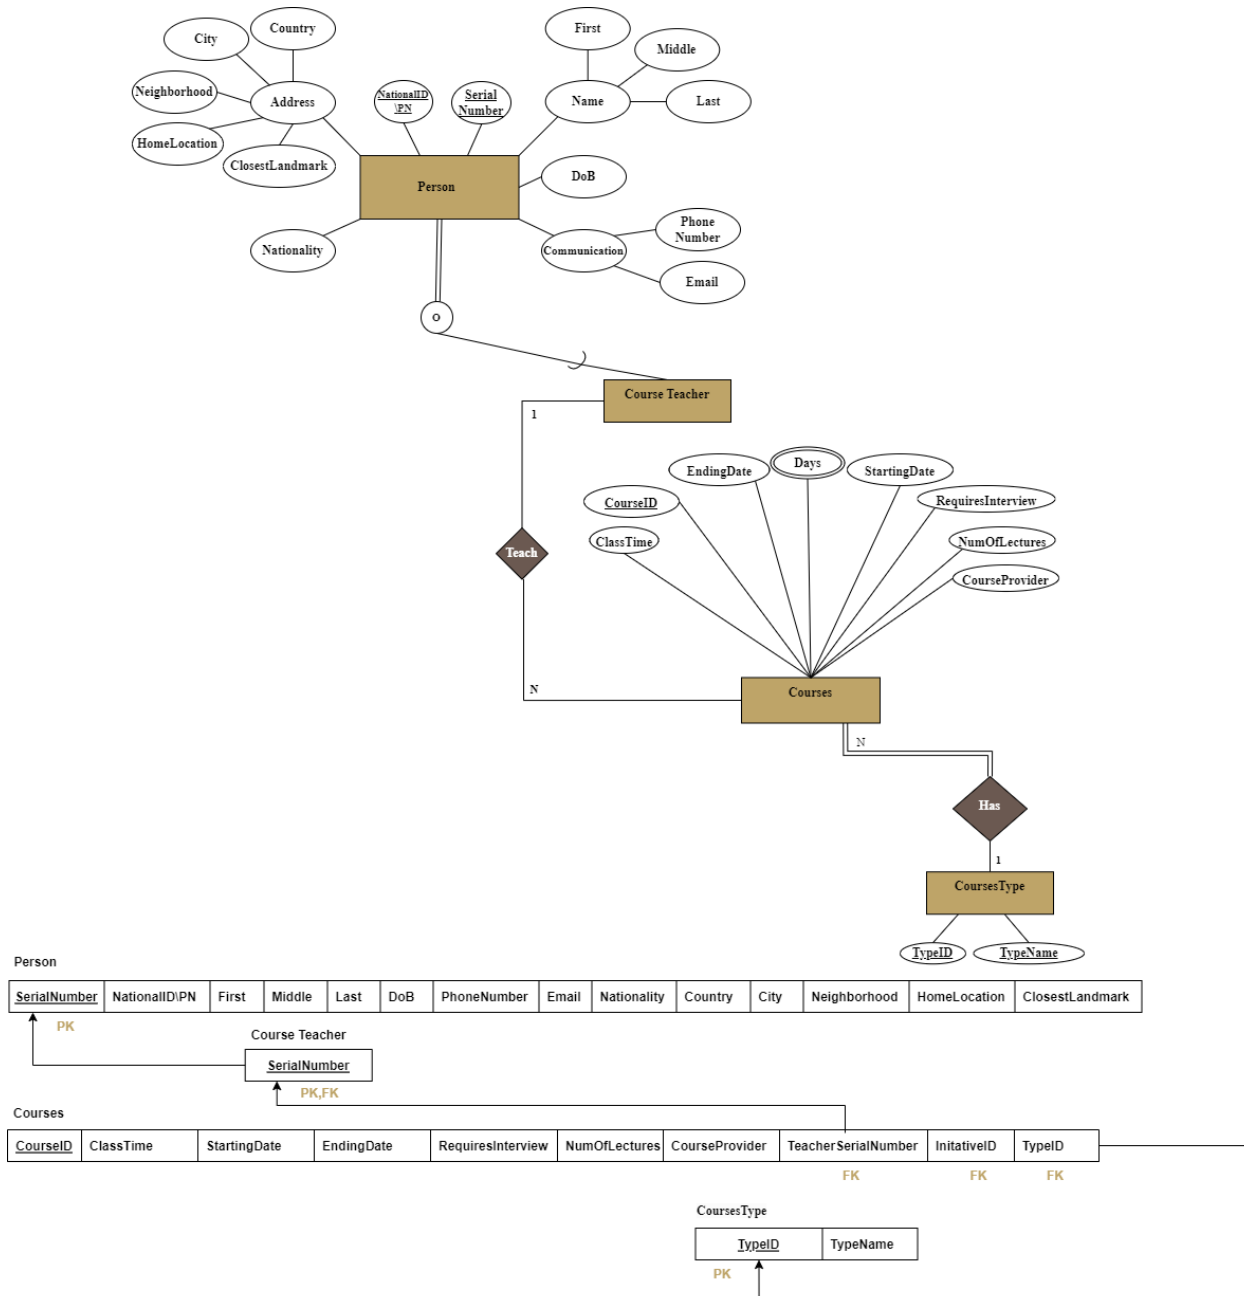 Country
First
City
Middle
Neighborhood
Address
NationalID
\PN
Serial
Number
Name
Last
HomeLocation
ClosestLandmark
DoB
Person
Phone
Number
Nationality
Communication
Email
O
Course Teacher
1
EndingDate
Days
StartingDate
CourseID
RequiresInterview
ClassTime
NumOfLectures
Teach
CourseProvider
N
Courses
N
Has
1
CoursesType
TypeID
TypeName
Person
SerialNumber NationalID\PN First Middle Last DoB PhoneNumber Email Nationality Country City Neighborhood HomeLocation ClosestLandmark
PK
Course Teacher
SerialNumber
PK,FK
Courses
CourseID ClassTime StartingDate EndingDate RequiresInterview NumOfLectures CourseProvider TeacherSerialNumber InitativeID TypeID
FK FK FK
CoursesType
TypeID TypeName
PK